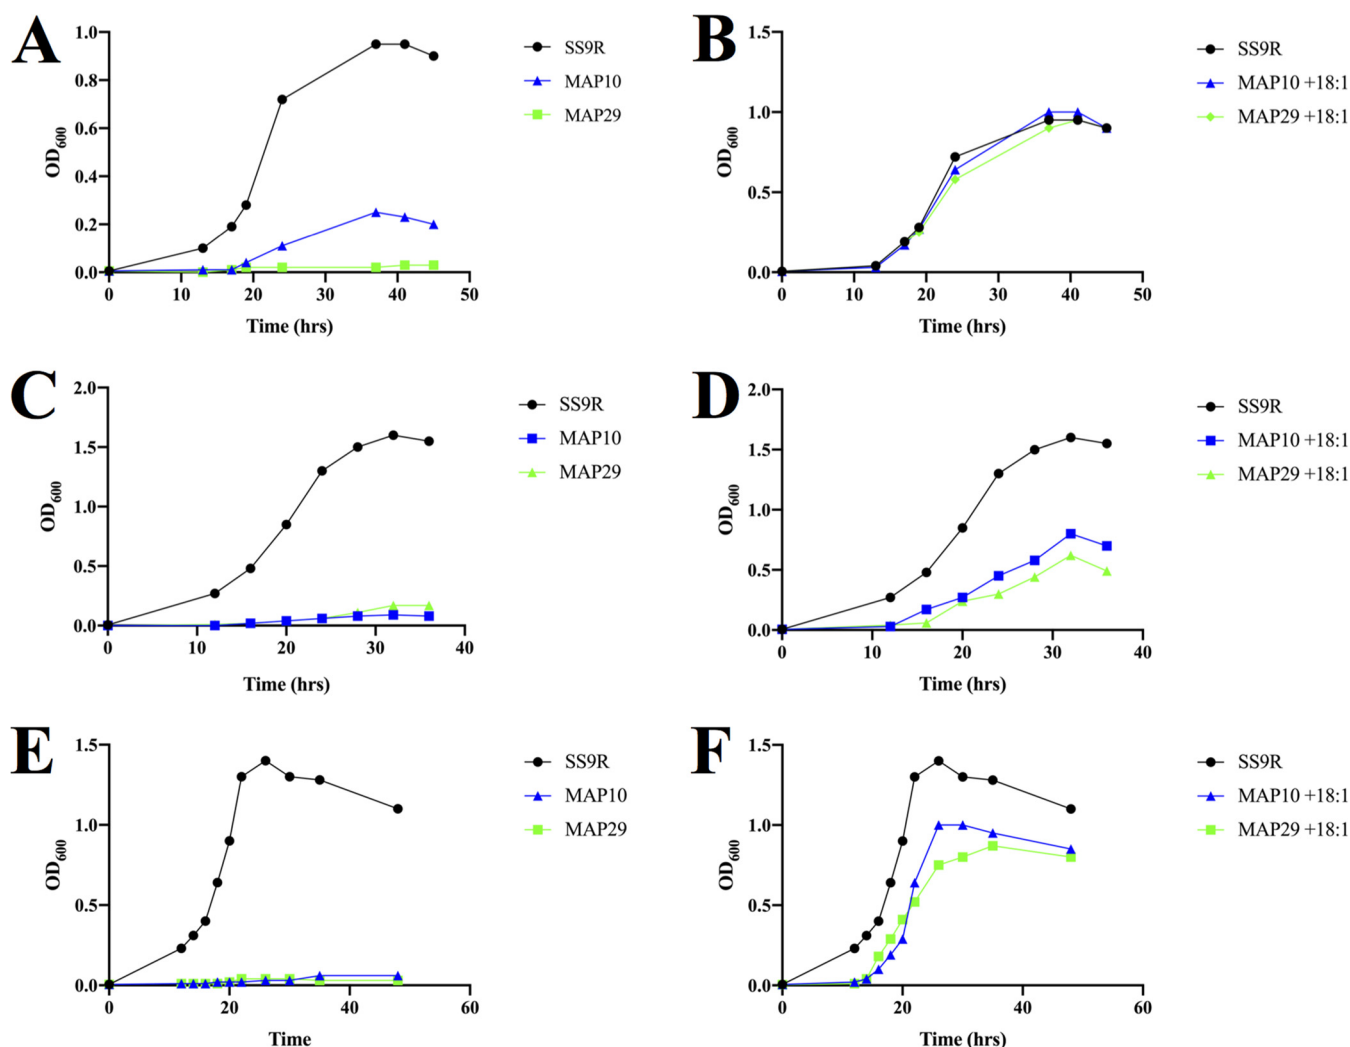 A
1.0
0.8
0.6
0.4
0.2
0.0
OD600
0 10 20 30 40 50
Time (hrs)
SS9R
MAP10
MAP29
B
1.5
1.0
0.5
0.0
OD600
0 10 20 30 40 50
Time (hrs)
SS9R
MAP10 +18:1
MAP29 +18:1
C
2.0
1.5
1.0
0.5
0.0
OD600
0 10 20 30 40
Time (hrs)
SS9R
MAP10
MAP29
D
2.0
1.5
1.0
0.5
0.0
OD600
0 10 20 30 40
Time (hrs)
SS9R
MAP10 +18:1
MAP29 +18:1
E
1.5
1.0
0.5
0.0
OD600
0 20 40 60
Time
SS9R
MAP10
MAP29
F
1.5
1.0
0.5
0.0
OD600
0 20 40 60
Time (hrs)
SS9R
MAP10 +18:1
MAP29 +18:1